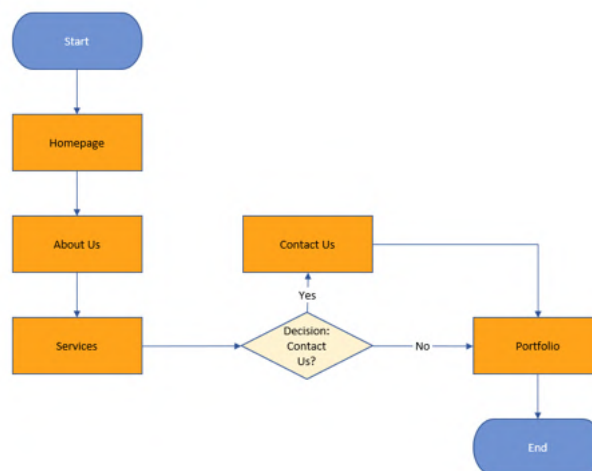 Start
Homepage
About Us
Contact Us
Yes
Services
Decision:
Contact
Us?
No
Portfolio
End